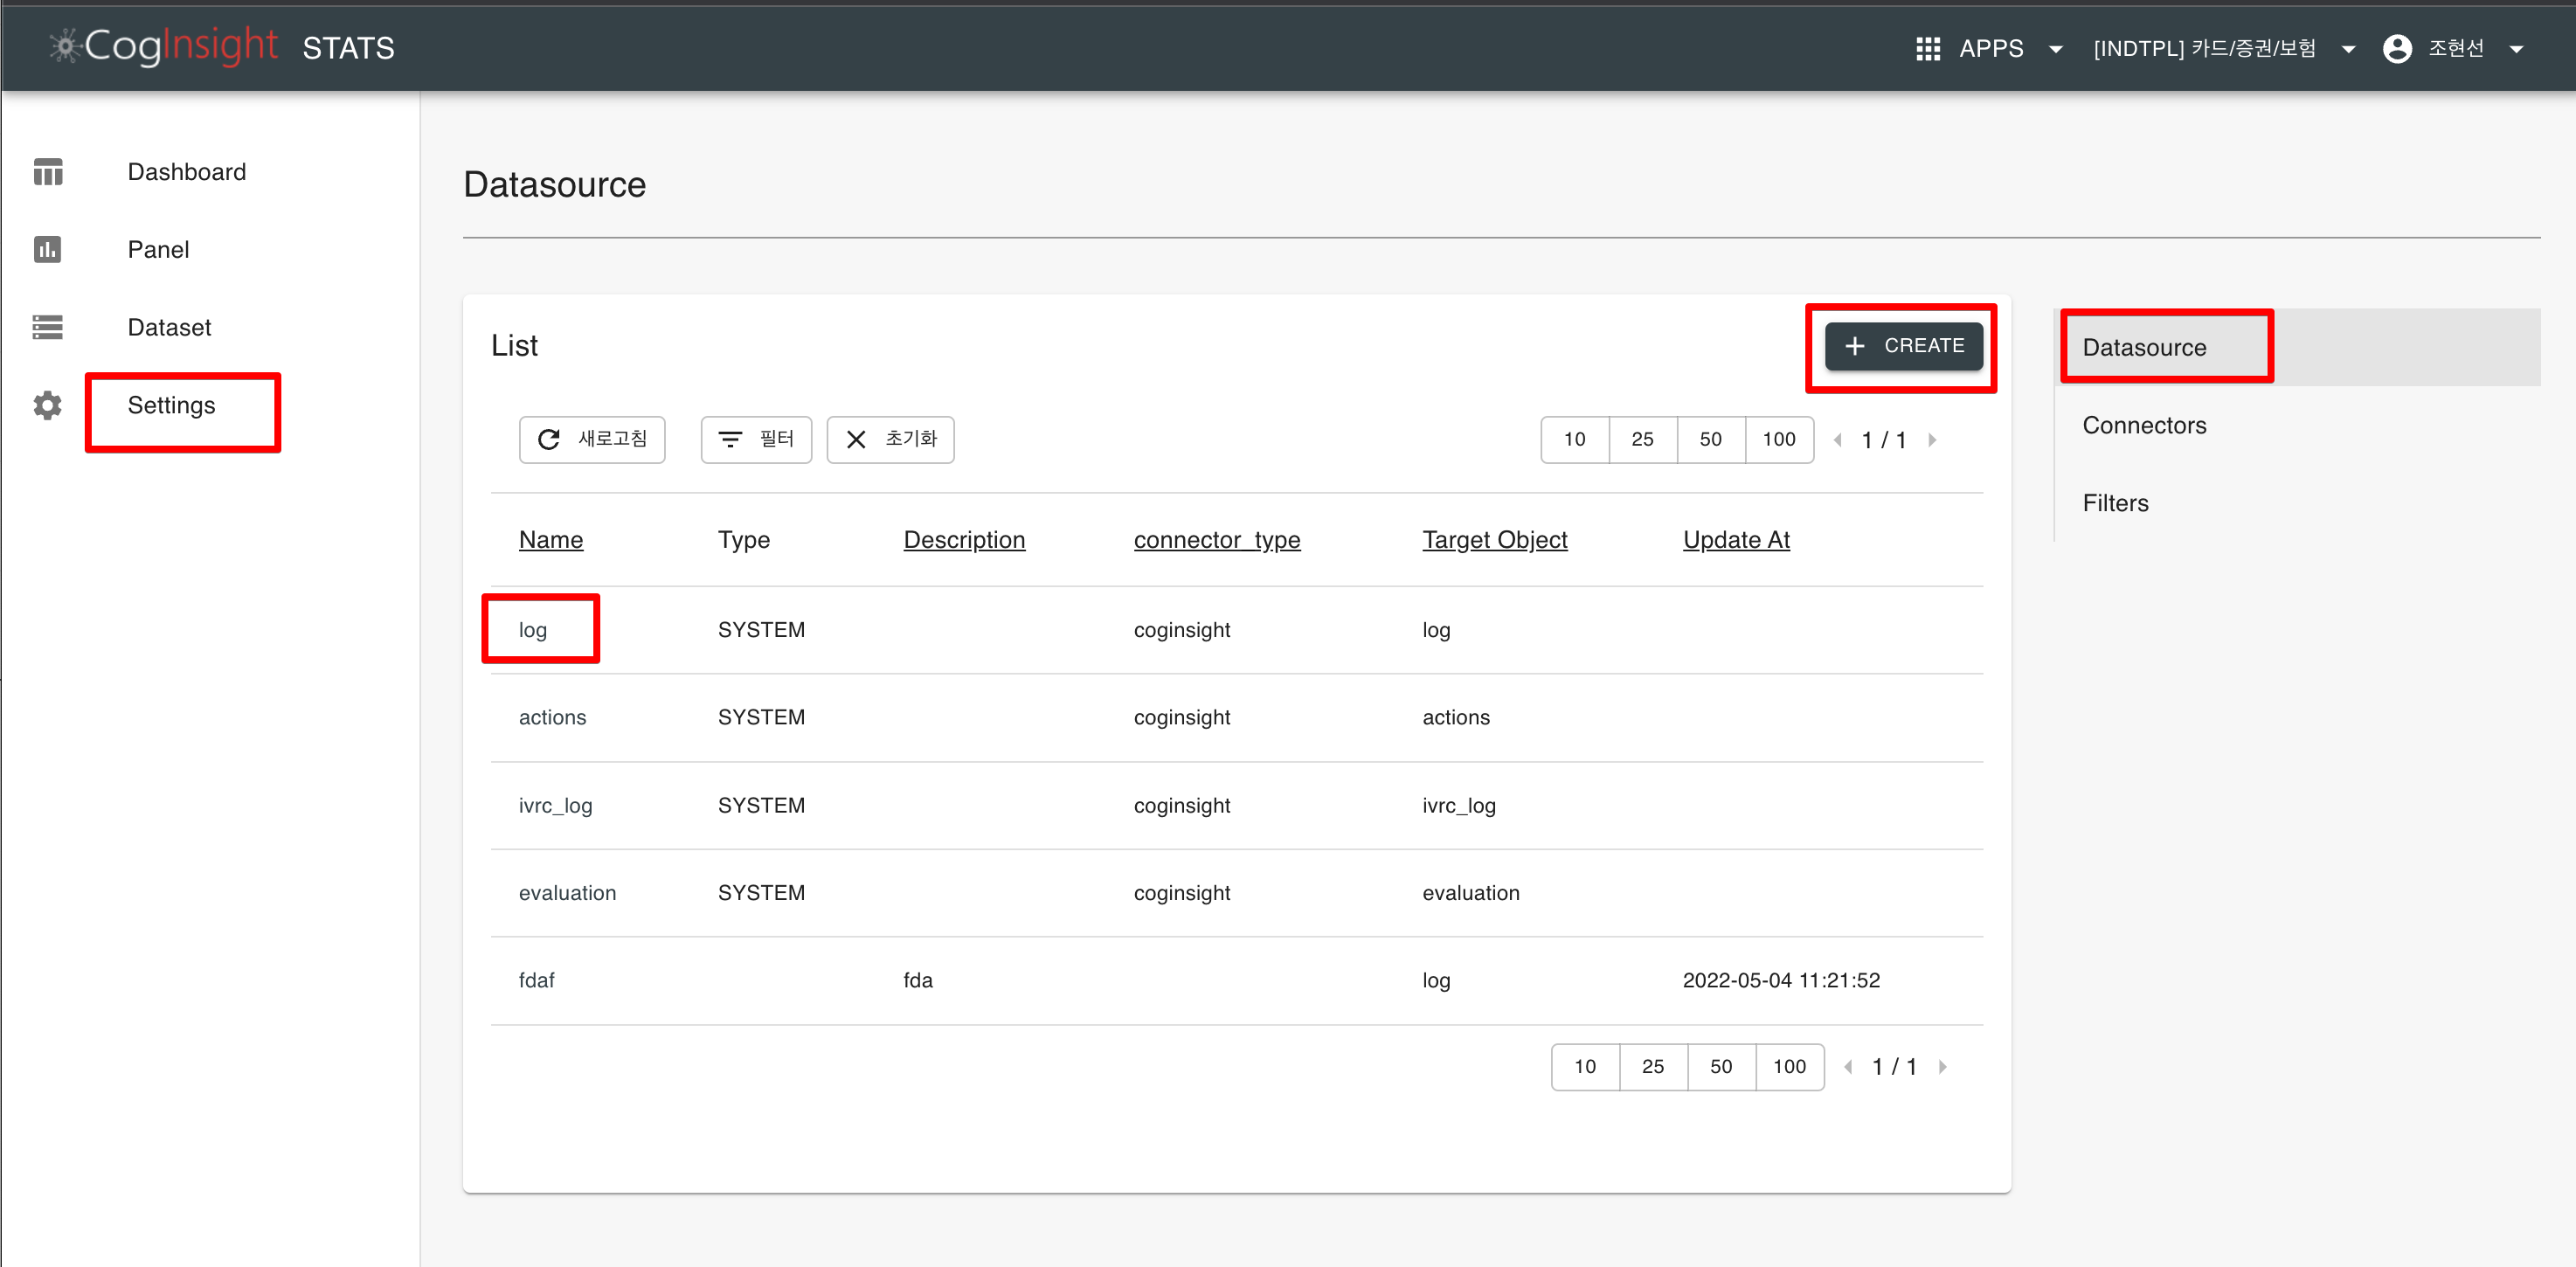 CogInsight STATS
APPS
[INDTPL] 카드/증권/보험
조현선
Dashboard
Panel
Dataset
Settings
Datasource
List
CREATE
새로고침
필터
초기화
10 25 50 100 1 / 1
Name Type Description connector_type Target Object Update At
log SYSTEM coginsight log
actions SYSTEM coginsight actions
ivrc_log SYSTEM coginsight ivrc_log
evaluation SYSTEM coginsight evaluation
fdaf fda log 2022-05-04 11:21:52
10 25 50 100 1 / 1
Datasource
Connectors
Filters